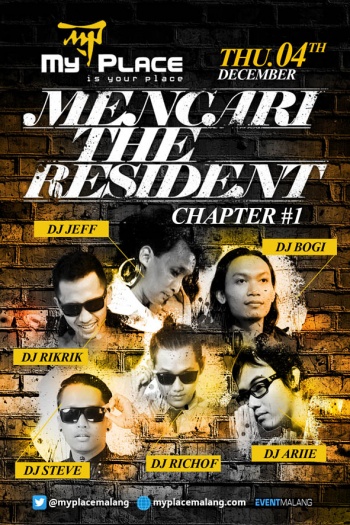 myp
MY PLACE
is your place
THU.04TH
DECEMBER
MENCARI
THE
RESIDENT
CHAPTER #1
DJ JEFF
DJ BOGI
DJ RIKRIK
DJ ARIIE
DJ RICHOF
DJ STEVE
@myplacemalang
myplacemalang.com
EVENTMALANG